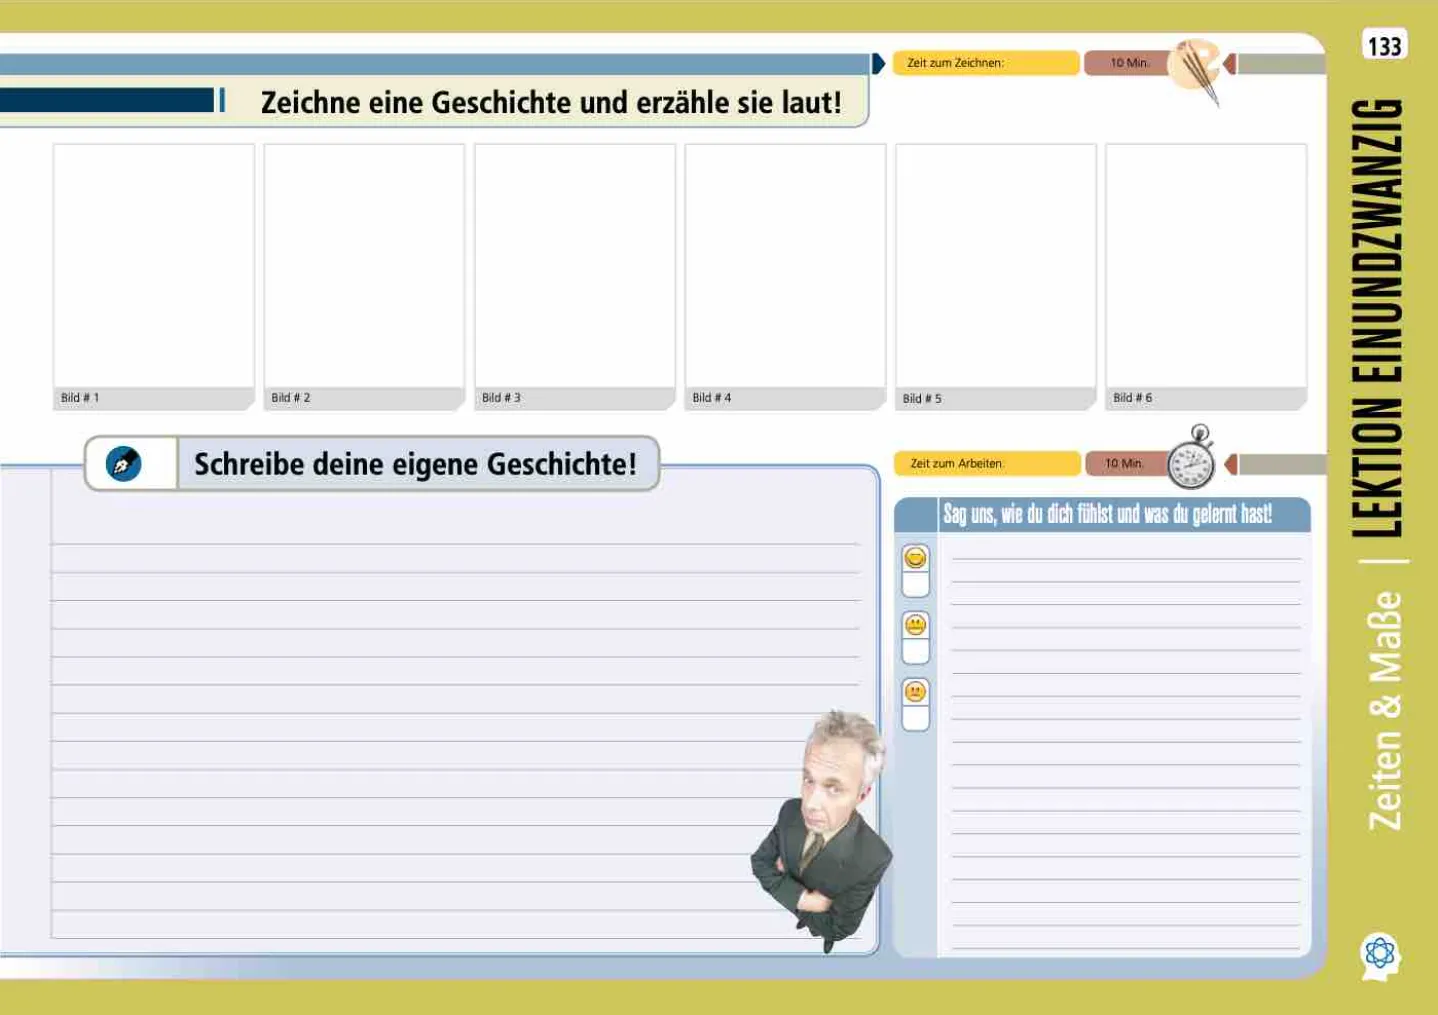 133
Zeit zum Zeichnen:
10 Min.
Zeichne eine Geschichte und erzähle sie laut!
Bild # 1
Bild # 2
Bild # 3
Bild # 4
Bild # 5
Bild # 6
Schreibe deine eigene Geschichte!
Zeit zum Arbeiten:
10 Min.
Sag uns, wie du dich fühlst und was du gelernt hast!
Zeiten & Maße | LEKTION EINUNDZWANZIG